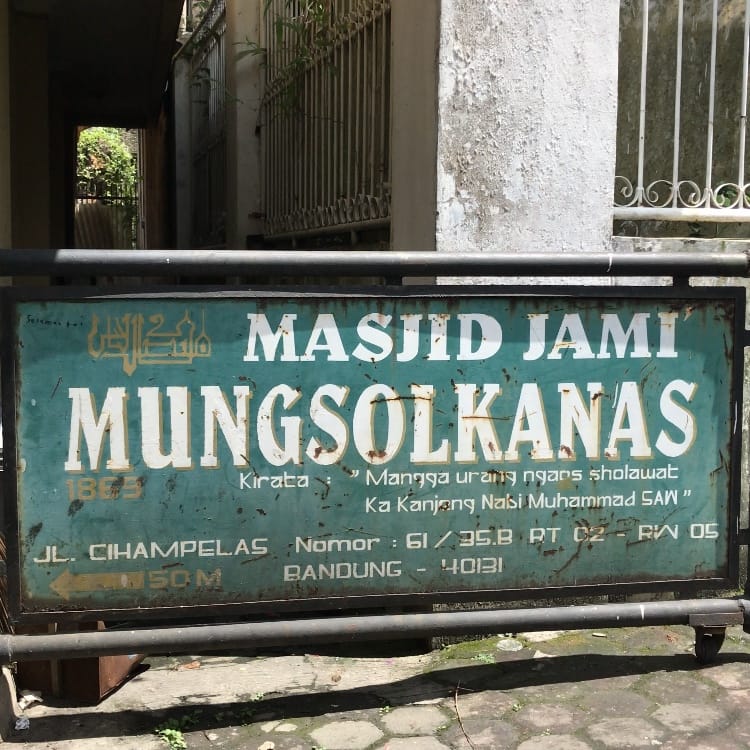 MASJID JAMI'
MUNGSOLKANAS
1869
Kirata : " Mangga urang ngaos sholawat
Ka Kanjeng Nabi Muhammad SAW "
JL. CIHAMPELAS Nomor : 61 / 35.B RT 02 - RW 05
50 M BANDUNG - 40131